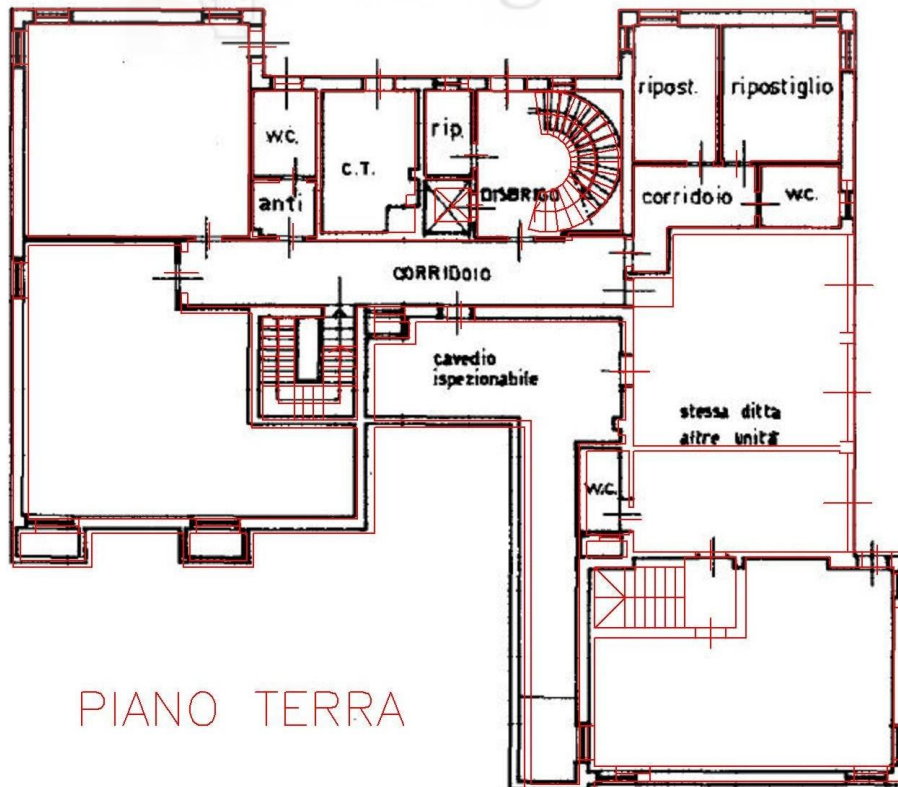 ripost.
ripostiglio
w.c.
rip.
C.T.
anti
DISBRIGO
corridoio
w.c.
CORRIDOIO
cavedio
ispezionabile
stessa ditta
altre unità
w.c.
PIANO TERRA